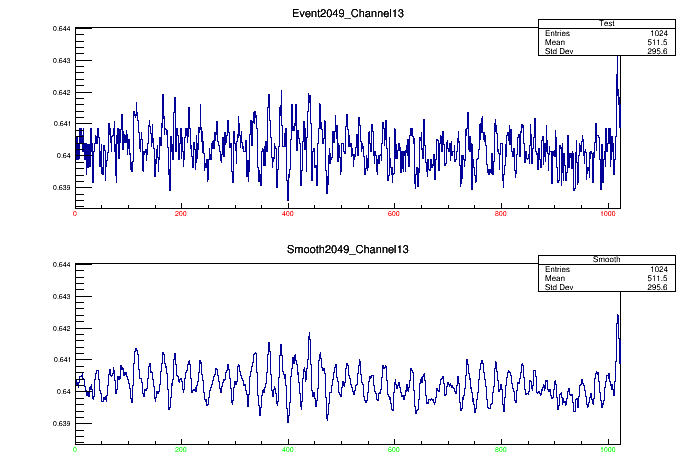 Event2049_Channel13
Test
Entries 1024
Mean 511.5
Std Dev 295.6
0.644
0.643
0.642
0.641
0.64
0.639
0 200 400 600 800 1000
Smooth2049_Channel13
Smooth
Entries 1024
Mean 511.5
Std Dev 295.6
0.644
0.643
0.642
0.641
0.64
0.639
0 200 400 600 800 1000